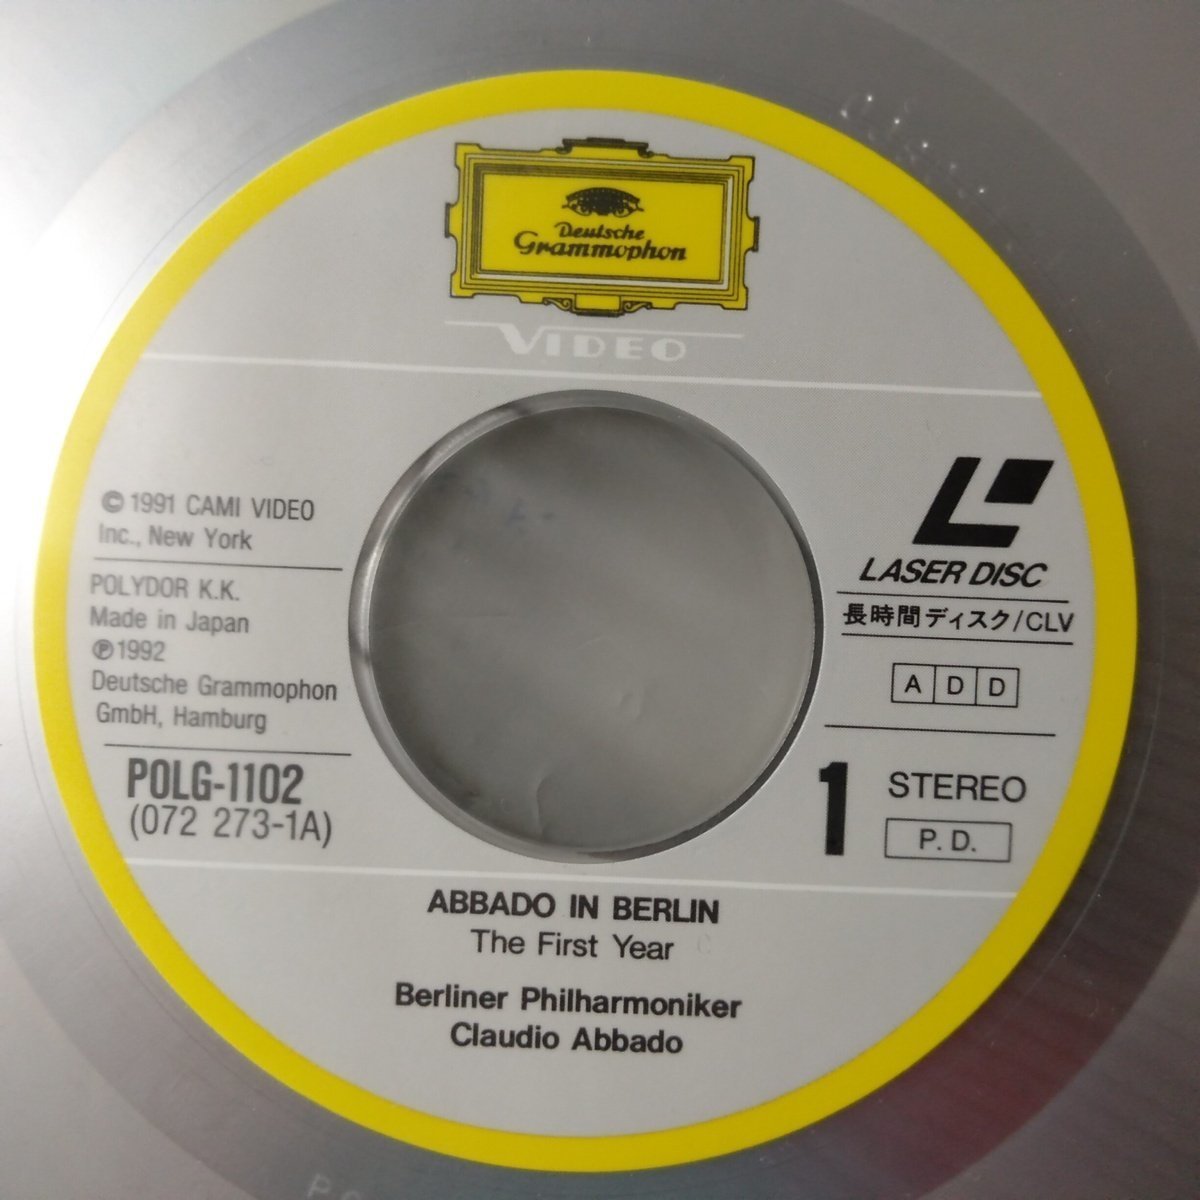 Deutsche
Grammophon
VIDEO
© 1991 CAMI VIDEO
Inc., New York
POLYDOR K.K.
Made in Japan
℗ 1992
Deutsche Grammophon
GmbH, Hamburg
POLG-1102
(072 273-1A)
LASER DISC
長時間ディスク/CLV
A D D
1
STEREO
P. D.
ABBADO IN BERLIN
The First Year
Berliner Philharmoniker
Claudio Abbado